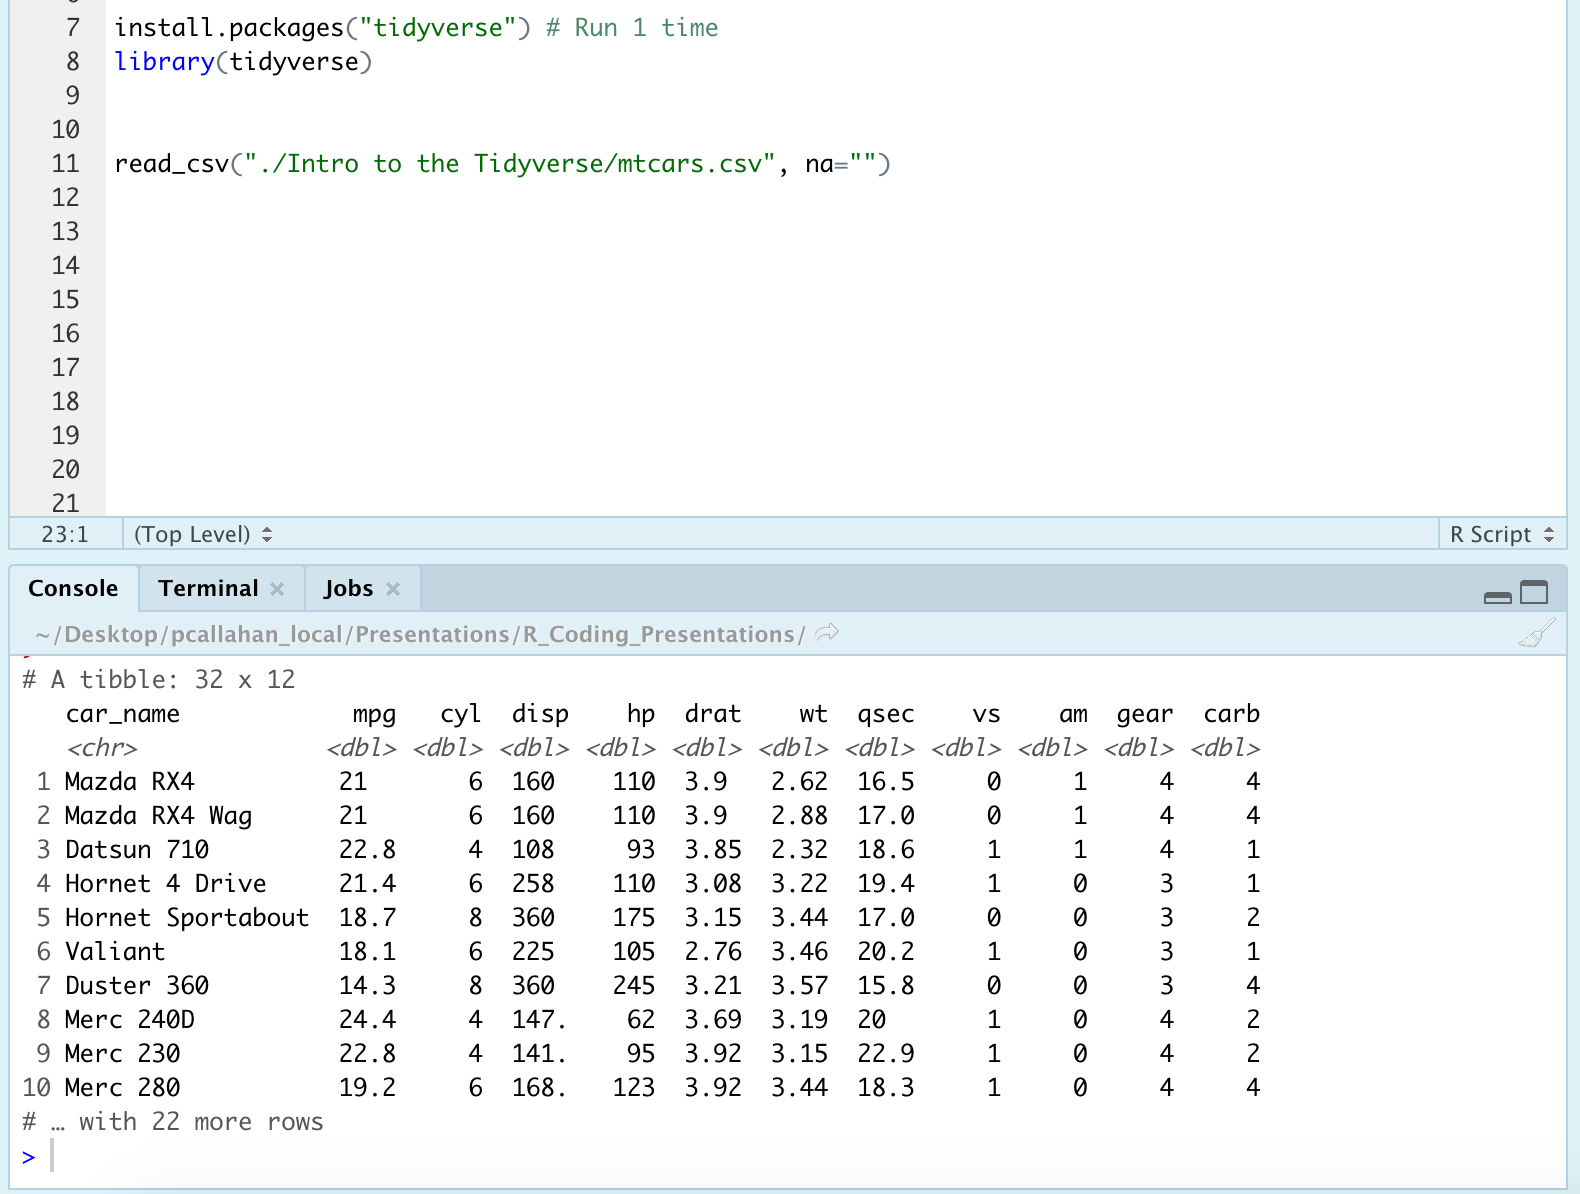 7 install.packages("tidyverse") # Run 1 time
8 library(tidyverse)
9
10
11 read_csv("./Intro to the Tidyverse/mtcars.csv", na="")
12
13
14
15
16
17
18
19
20
21
23:1 (Top Level) R Script
Console Terminal Jobs
~/Desktop/pcallahan_local/Presentations/R_Coding_Presentations/
# A tibble: 32 x 12
car_name mpg cyl disp hp drat wt qsec vs am gear carb
<chr> <dbl> <dbl> <dbl> <dbl> <dbl> <dbl> <dbl> <dbl> <dbl> <dbl> <dbl>
1 Mazda RX4 21 6 160 110 3.9 2.62 16.5 0 1 4 4
2 Mazda RX4 Wag 21 6 160 110 3.9 2.88 17.0 0 1 4 4
3 Datsun 710 22.8 4 108 93 3.85 2.32 18.6 1 1 4 1
4 Hornet 4 Drive 21.4 6 258 110 3.08 3.22 19.4 1 0 3 1
5 Hornet Sportabout 18.7 8 360 175 3.15 3.44 17.0 0 0 3 2
6 Valiant 18.1 6 225 105 2.76 3.46 20.2 1 0 3 1
7 Duster 360 14.3 8 360 245 3.21 3.57 15.8 0 0 3 4
8 Merc 240D 24.4 4 147. 62 3.69 3.19 20 1 0 4 2
9 Merc 230 22.8 4 141. 95 3.92 3.15 22.9 1 0 4 2
10 Merc 280 19.2 6 168. 123 3.92 3.44 18.3 1 0 4 4
# … with 22 more rows
>